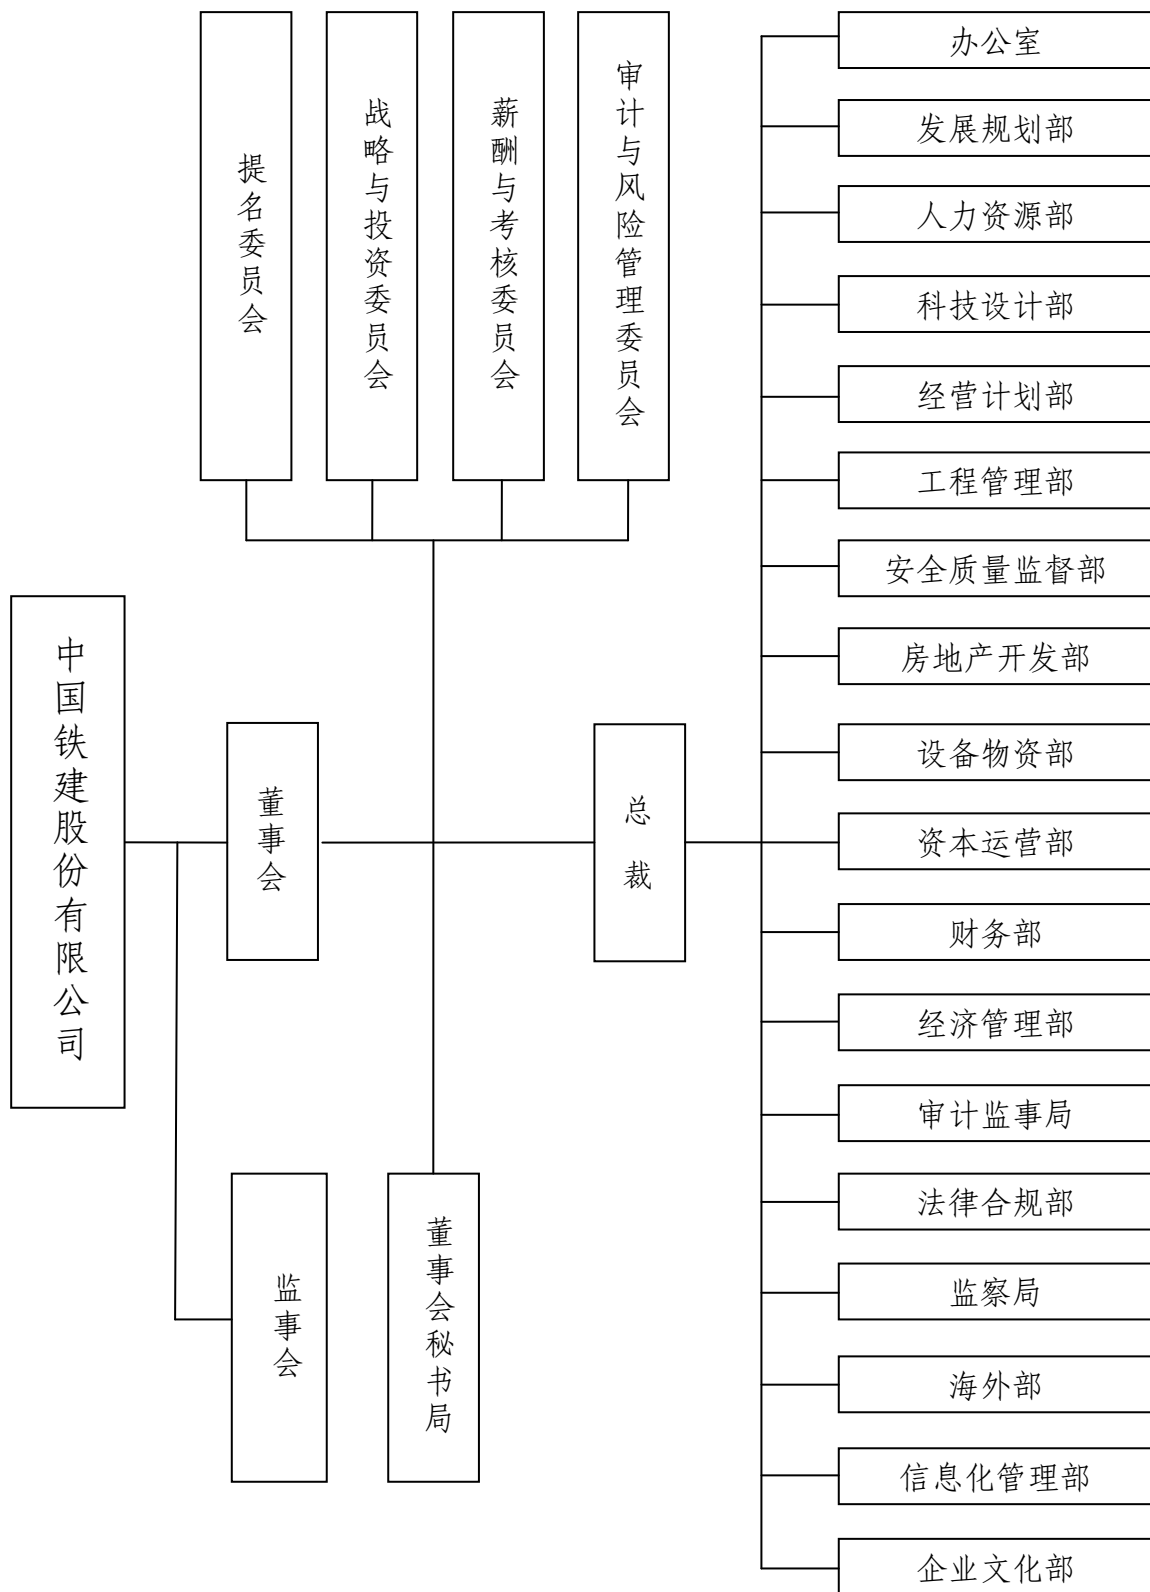 提名委员会
战略与投资委员会
薪酬与考核委员会
审计与风险管理委员会
中国铁建股份有限公司
董事会
监事会
董事会秘书局
总裁
办公室
发展规划部
人力资源部
科技设计部
经营计划部
工程管理部
安全质量监督部
房地产开发部
设备物资部
资本运营部
财务部
经济管理部
审计监事局
法律合规部
监察局
海外部
信息化管理部
企业文化部